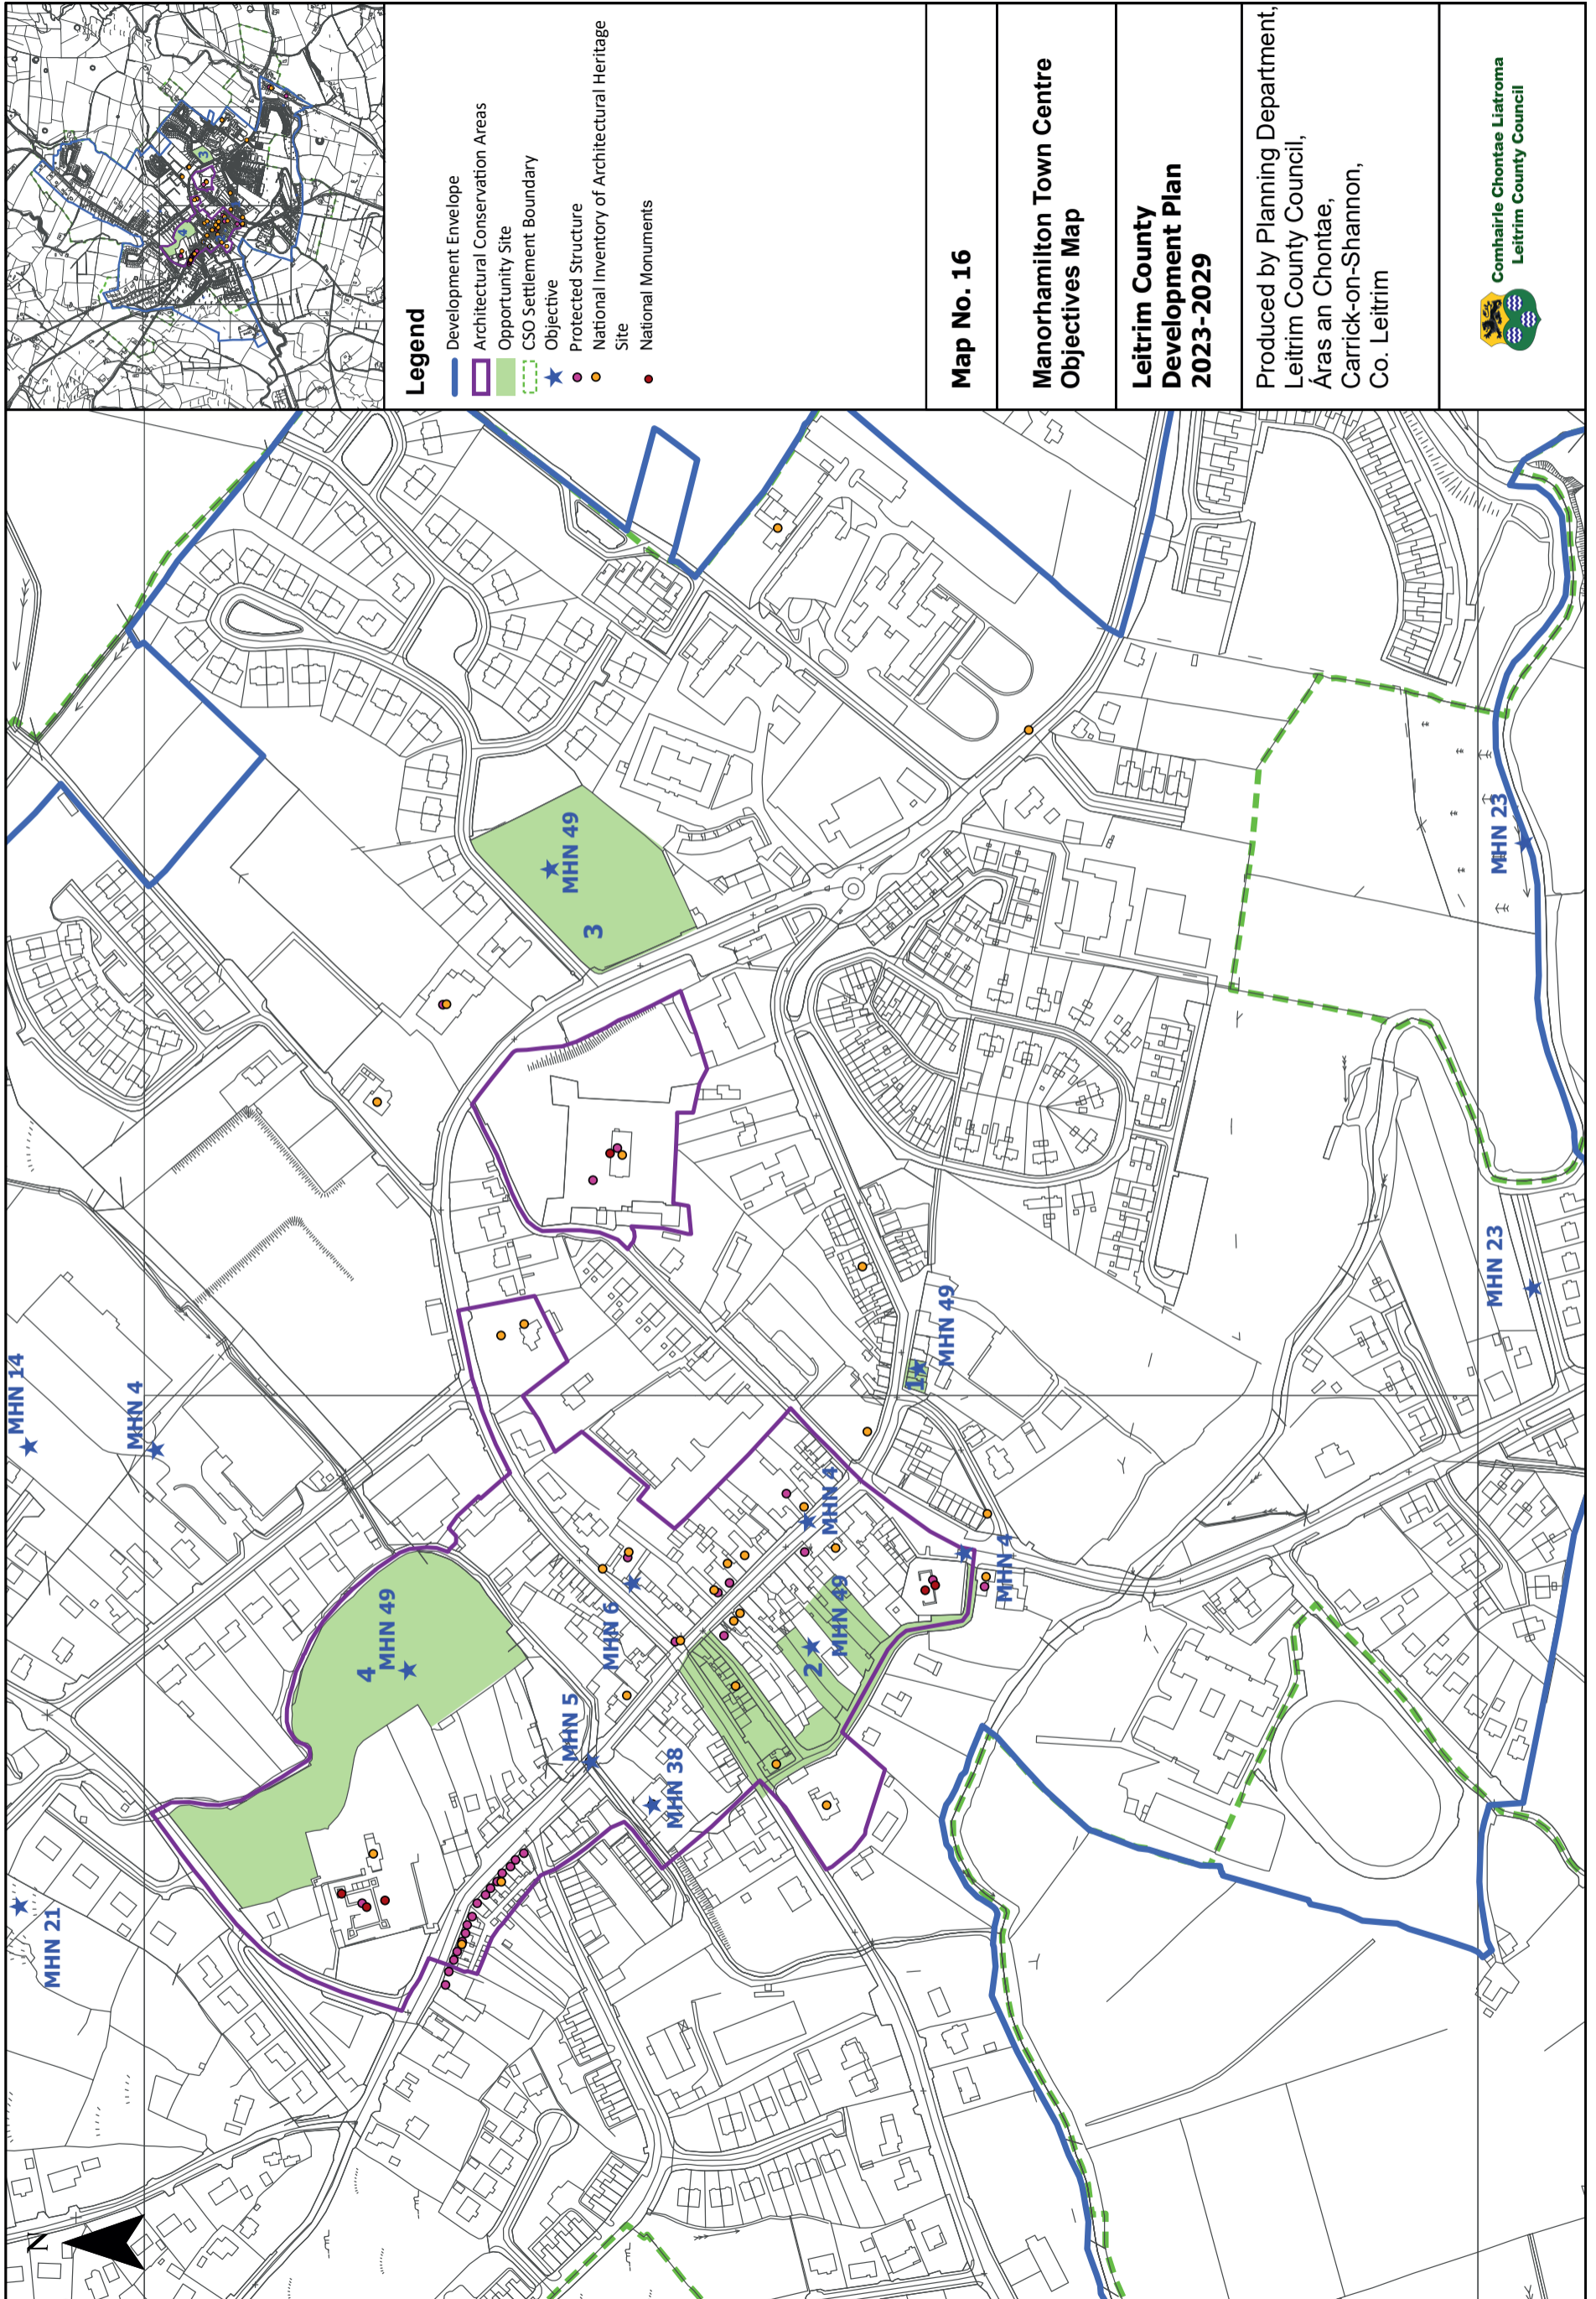 Legend
Development Envelope
Architectural Conservation Areas
Opportunity Site
CSO Settlement Boundary
Objective
Protected Structure
National Inventory of Architectural Heritage
Site
National Monuments
Map No. 16
Manorhamilton Town Centre
Objectives Map
Leitrim County
Development Plan
2023-2029
Produced by Planning Department,
Leitrim County Council,
Áras an Chontae,
Carrick-on-Shannon,
Co. Leitrim
Comhairle Chontae Liatroma
Leitrim County Council
N
MHN 21
MHN 14
MHN 4
4
MHN 49
MHN 5
MHN 6
MHN 38
2
MHN 49
MHN 4
MHN 4
1
MHN 49
3
MHN 49
MHN 23
MHN 23
4
3